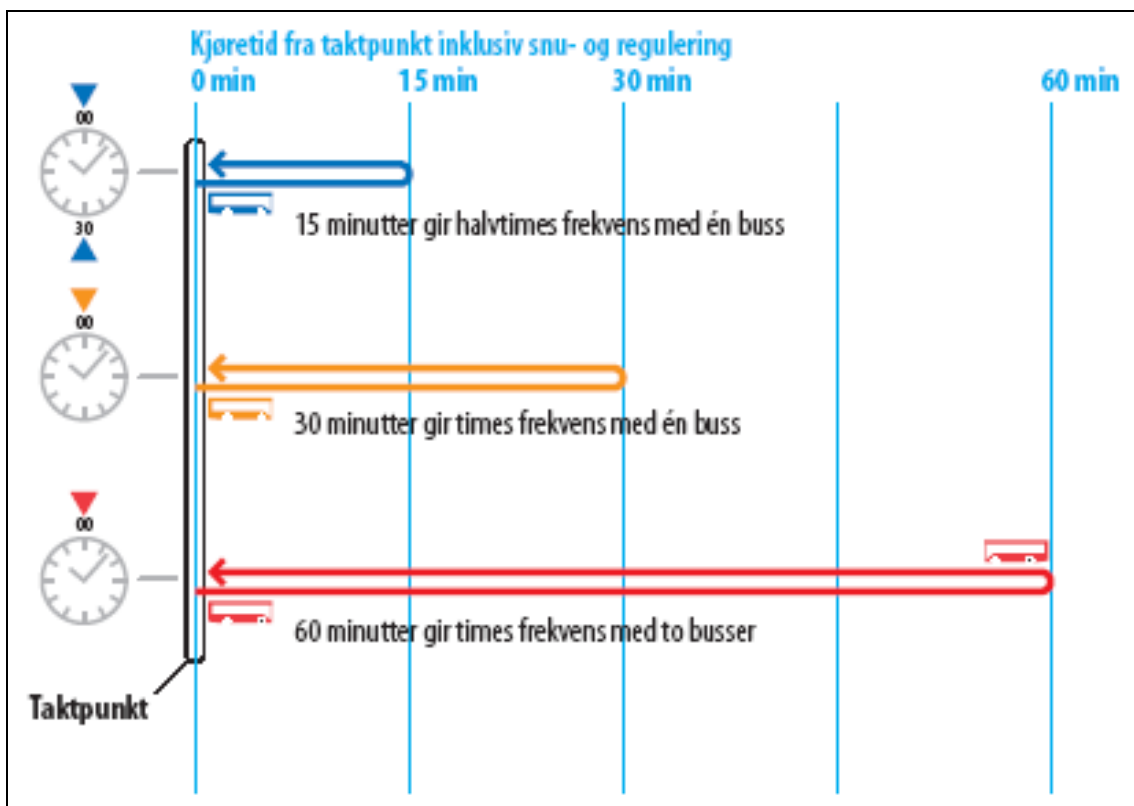 Kjøretid fra taktpunkt inklusiv snu- og regulering
0 min 15 min 30 min 60 min
00
30
15 minutter gir halvtimes frekvens med én buss
00
30 minutter gir times frekvens med én buss
00
60 minutter gir times frekvens med to busser
Taktpunkt